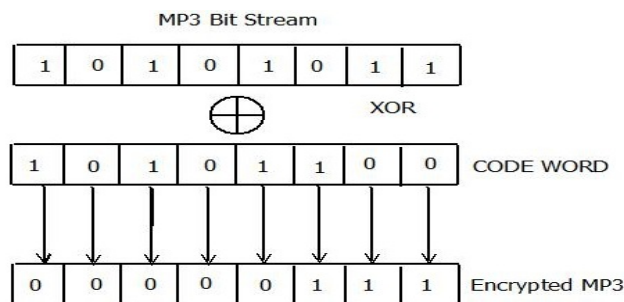 MP3 Bit Stream
1 0 1 0 1 0 1 1
XOR
1 0 1 0 1 1 0 0 CODE WORD
0 0 0 0 0 1 1 1 Encrypted MP3